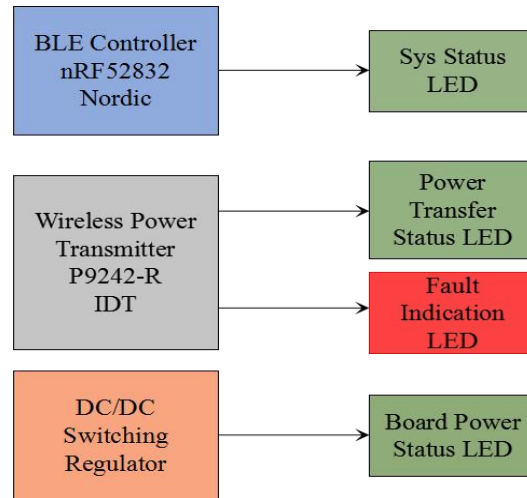 BLE Controller
nRF52832
Nordic
Sys Status
LED
Wireless Power
Transmitter
P9242-R
IDT
Power
Transfer
Status LED
Fault
Indication
LED
DC/DC
Switching
Regulator
Board Power
Status LED